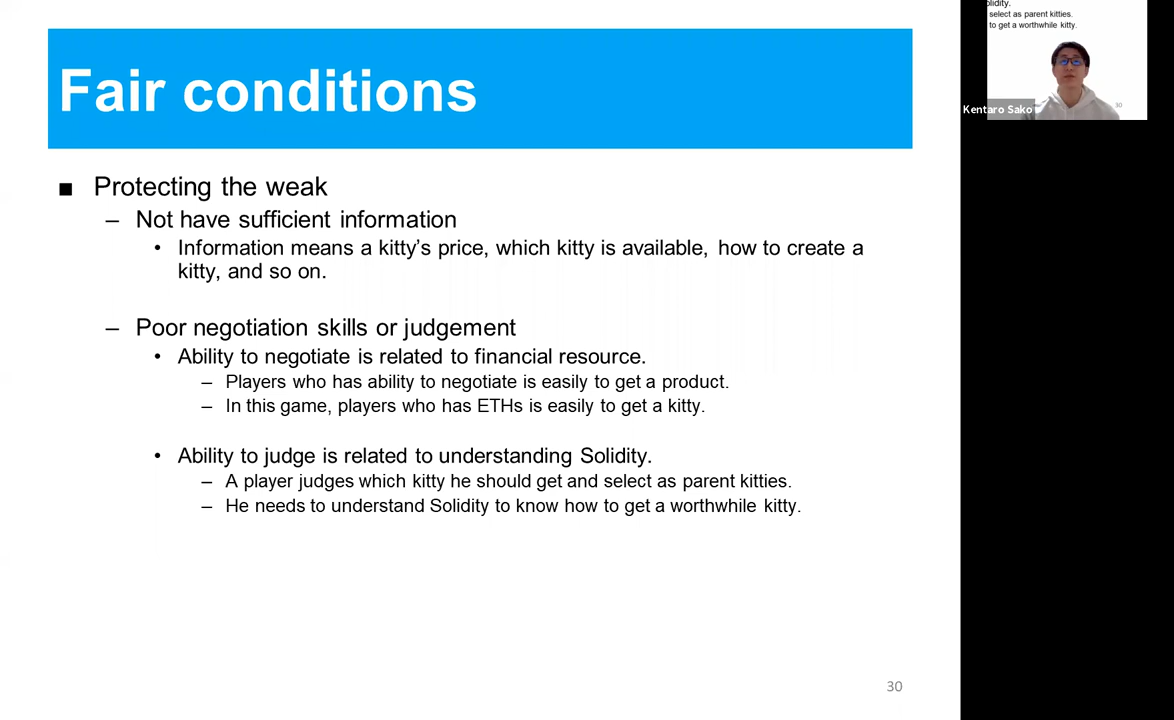 Fair conditions
■ Protecting the weak
– Not have sufficient information
• Information means a kitty's price, which kitty is available, how to create a
kitty, and so on.
– Poor negotiation skills or judgement
• Ability to negotiate is related to financial resource.
– Players who has ability to negotiate is easily to get a product.
– In this game, players who has ETHs is easily to get a kitty.
• Ability to judge is related to understanding Solidity.
– A player judges which kitty he should get and select as parent kitties.
– He needs to understand Solidity to know how to get a worthwhile kitty.
30
olidity.
select as parent kitties.
to get a worthwhile kitty.
Kentaro Sako
30